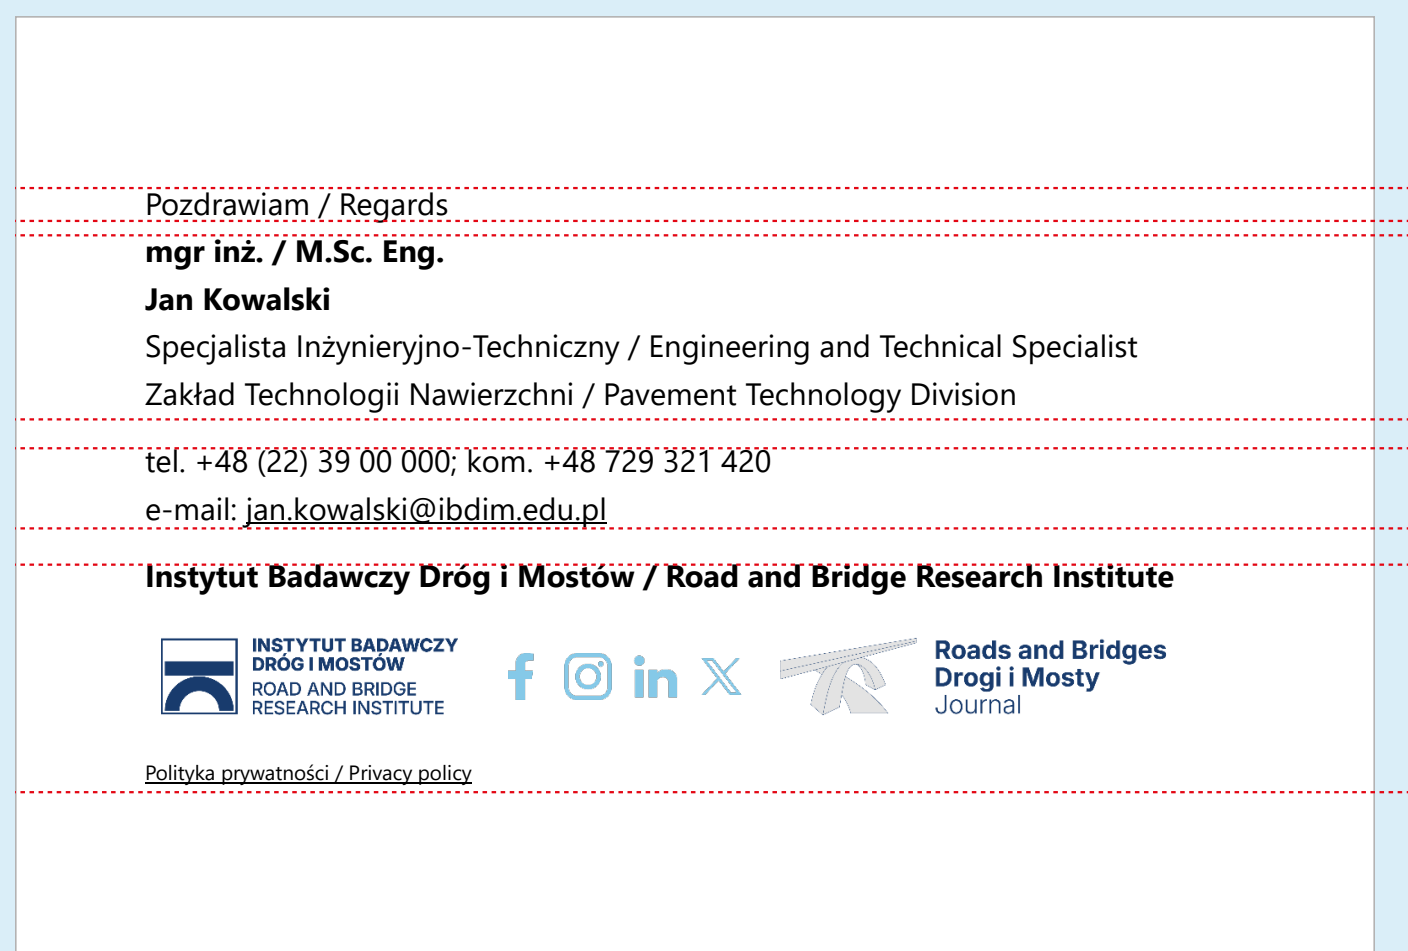 Pozdrawiam / Regards
mgr inż. / M.Sc. Eng.
Jan Kowalski
Specjalista Inżynieryjno-Techniczny / Engineering and Technical Specialist
Zakład Technologii Nawierzchni / Pavement Technology Division
tel. +48 (22) 39 00 000; kom. +48 729 321 420
e-mail: jan.kowalski@ibdim.edu.pl
Instytut Badawczy Dróg i Mostów / Road and Bridge Research Institute
INSTYTUT BADAWCZY
DRÓG I MOSTÓW
ROAD AND BRIDGE
RESEARCH INSTITUTE
Roads and Bridges
Drogi i Mosty
Journal
Polityka prywatności / Privacy policy